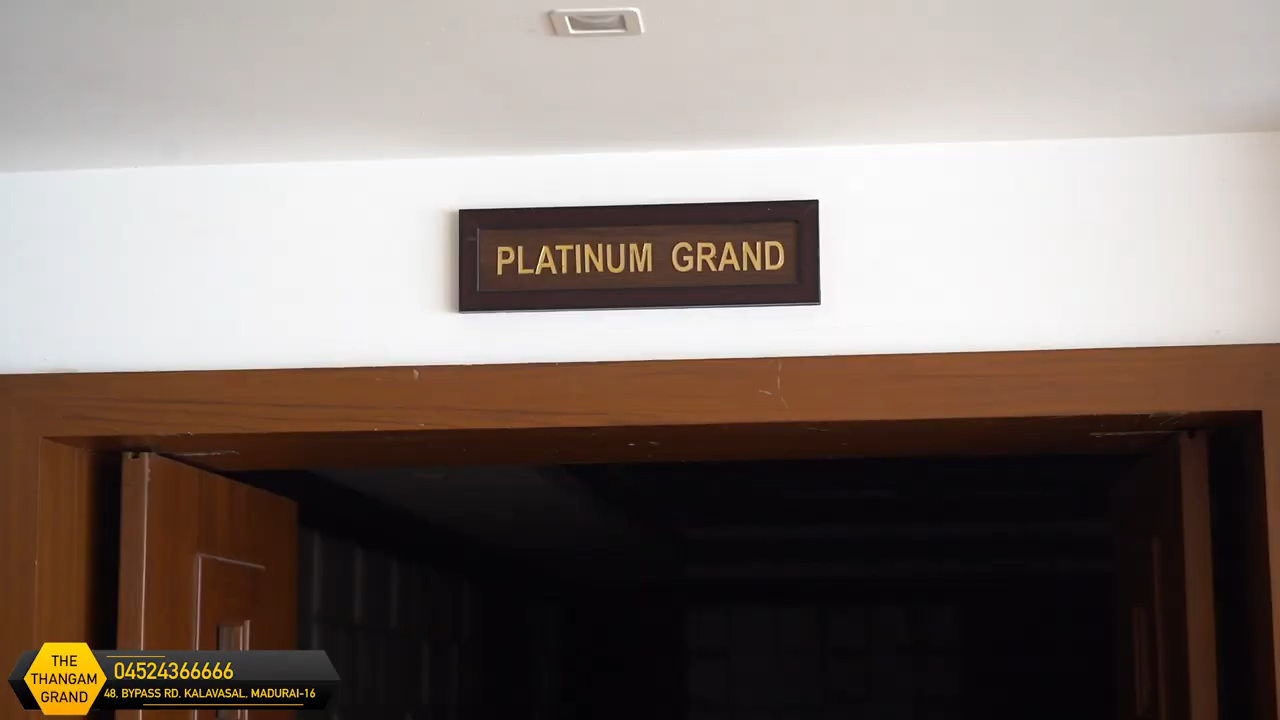 PLATINUM GRAND
THE
THANGAM
GRAND
04524366666
48, BYPASS RD, KALAVASAL, MADURAI-16